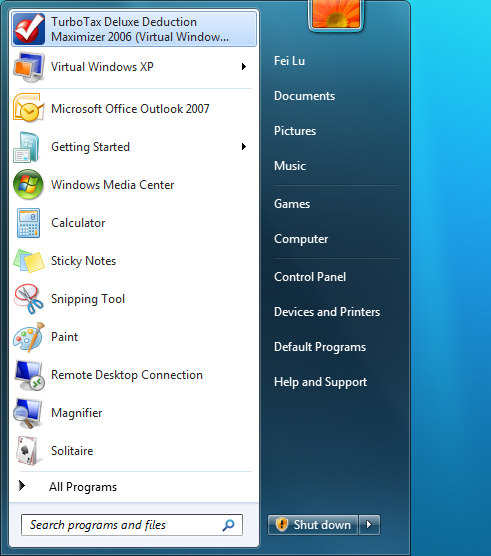 TurboTax Deluxe Deduction
Maximizer 2006 (Virtual Window...
Virtual Windows XP
Microsoft Office Outlook 2007
Getting Started
Windows Media Center
Calculator
Sticky Notes
Snipping Tool
Paint
Remote Desktop Connection
Magnifier
Solitaire
All Programs
Search programs and files
Fei Lu
Documents
Pictures
Music
Games
Computer
Control Panel
Devices and Printers
Default Programs
Help and Support
Shut down